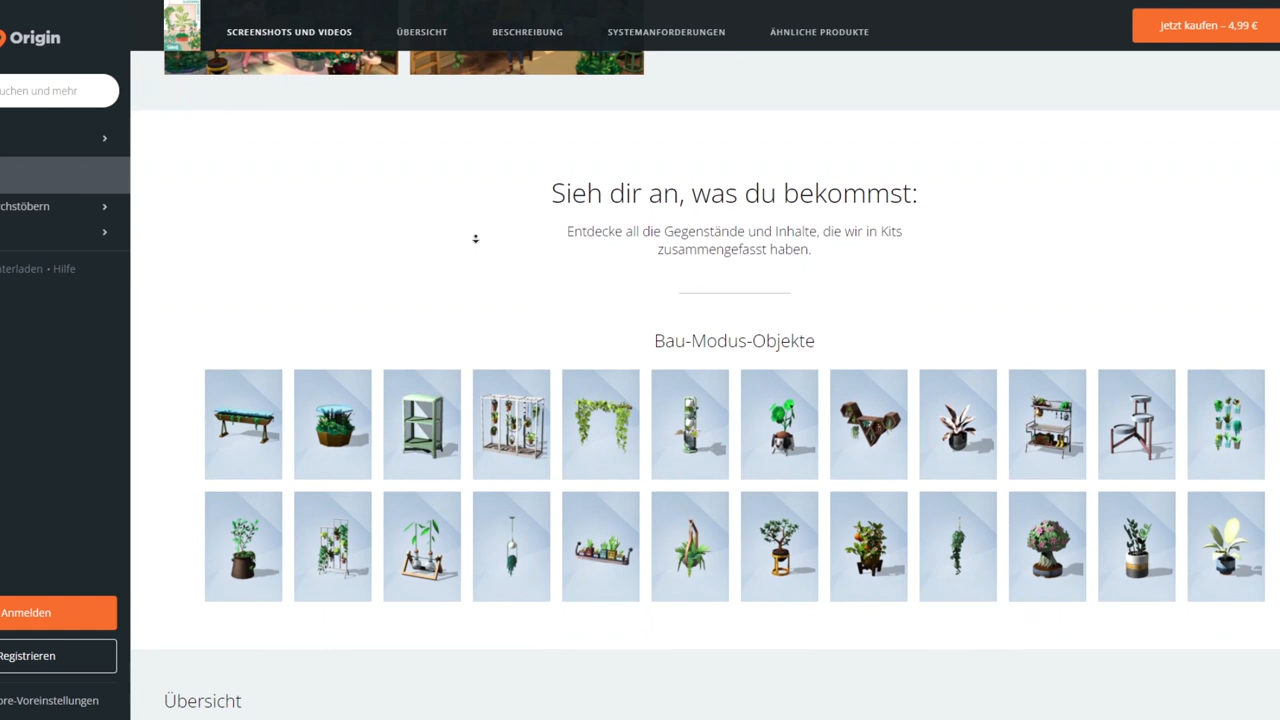 Origin
SCREENSHOTS UND VIDEOS
ÜBERSICHT
BESCHREIBUNG
SYSTEMANFORDERUNGEN
ÄHNLICHE PRODUKTE
Jetzt kaufen – 4,99 €
uchen und mehr
chstöbern
nterladen • Hilfe
Anmelden
Registrieren
ore-Voreinstellungen
Sieh dir an, was du bekommst:
Entdecke all die Gegenstände und Inhalte, die wir in Kits
zusammengefasst haben.
Bau-Modus-Objekte
Übersicht